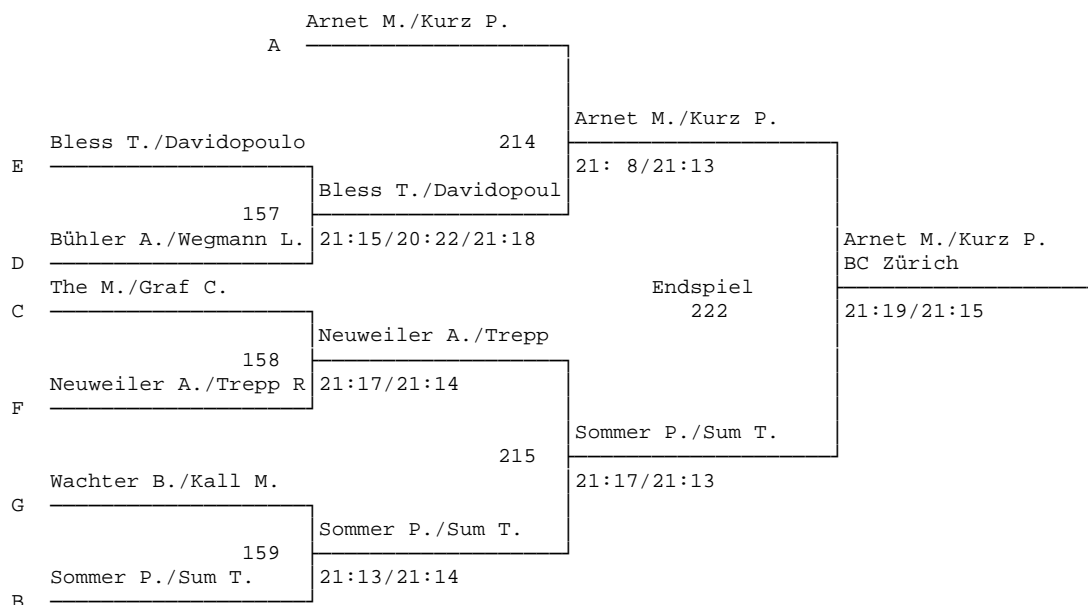 Arnet M./Kurz P.
A
Arnet M./Kurz P.
Bless T./Davidopoulo 214
E 21: 8/21:13
Bless T./Davidopoul
157
Bühler A./Wegmann L. 21:15/20:22/21:18 Arnet M./Kurz P.
D BC Zürich
The M./Graf C. Endspiel
C 222 21:19/21:15
Neuweiler A./Trepp
158
Neuweiler A./Trepp R 21:17/21:14
F
Sommer P./Sum T.
215
Wachter B./Kall M. 21:17/21:13
G
Sommer P./Sum T.
159
Sommer P./Sum T. 21:13/21:14
B